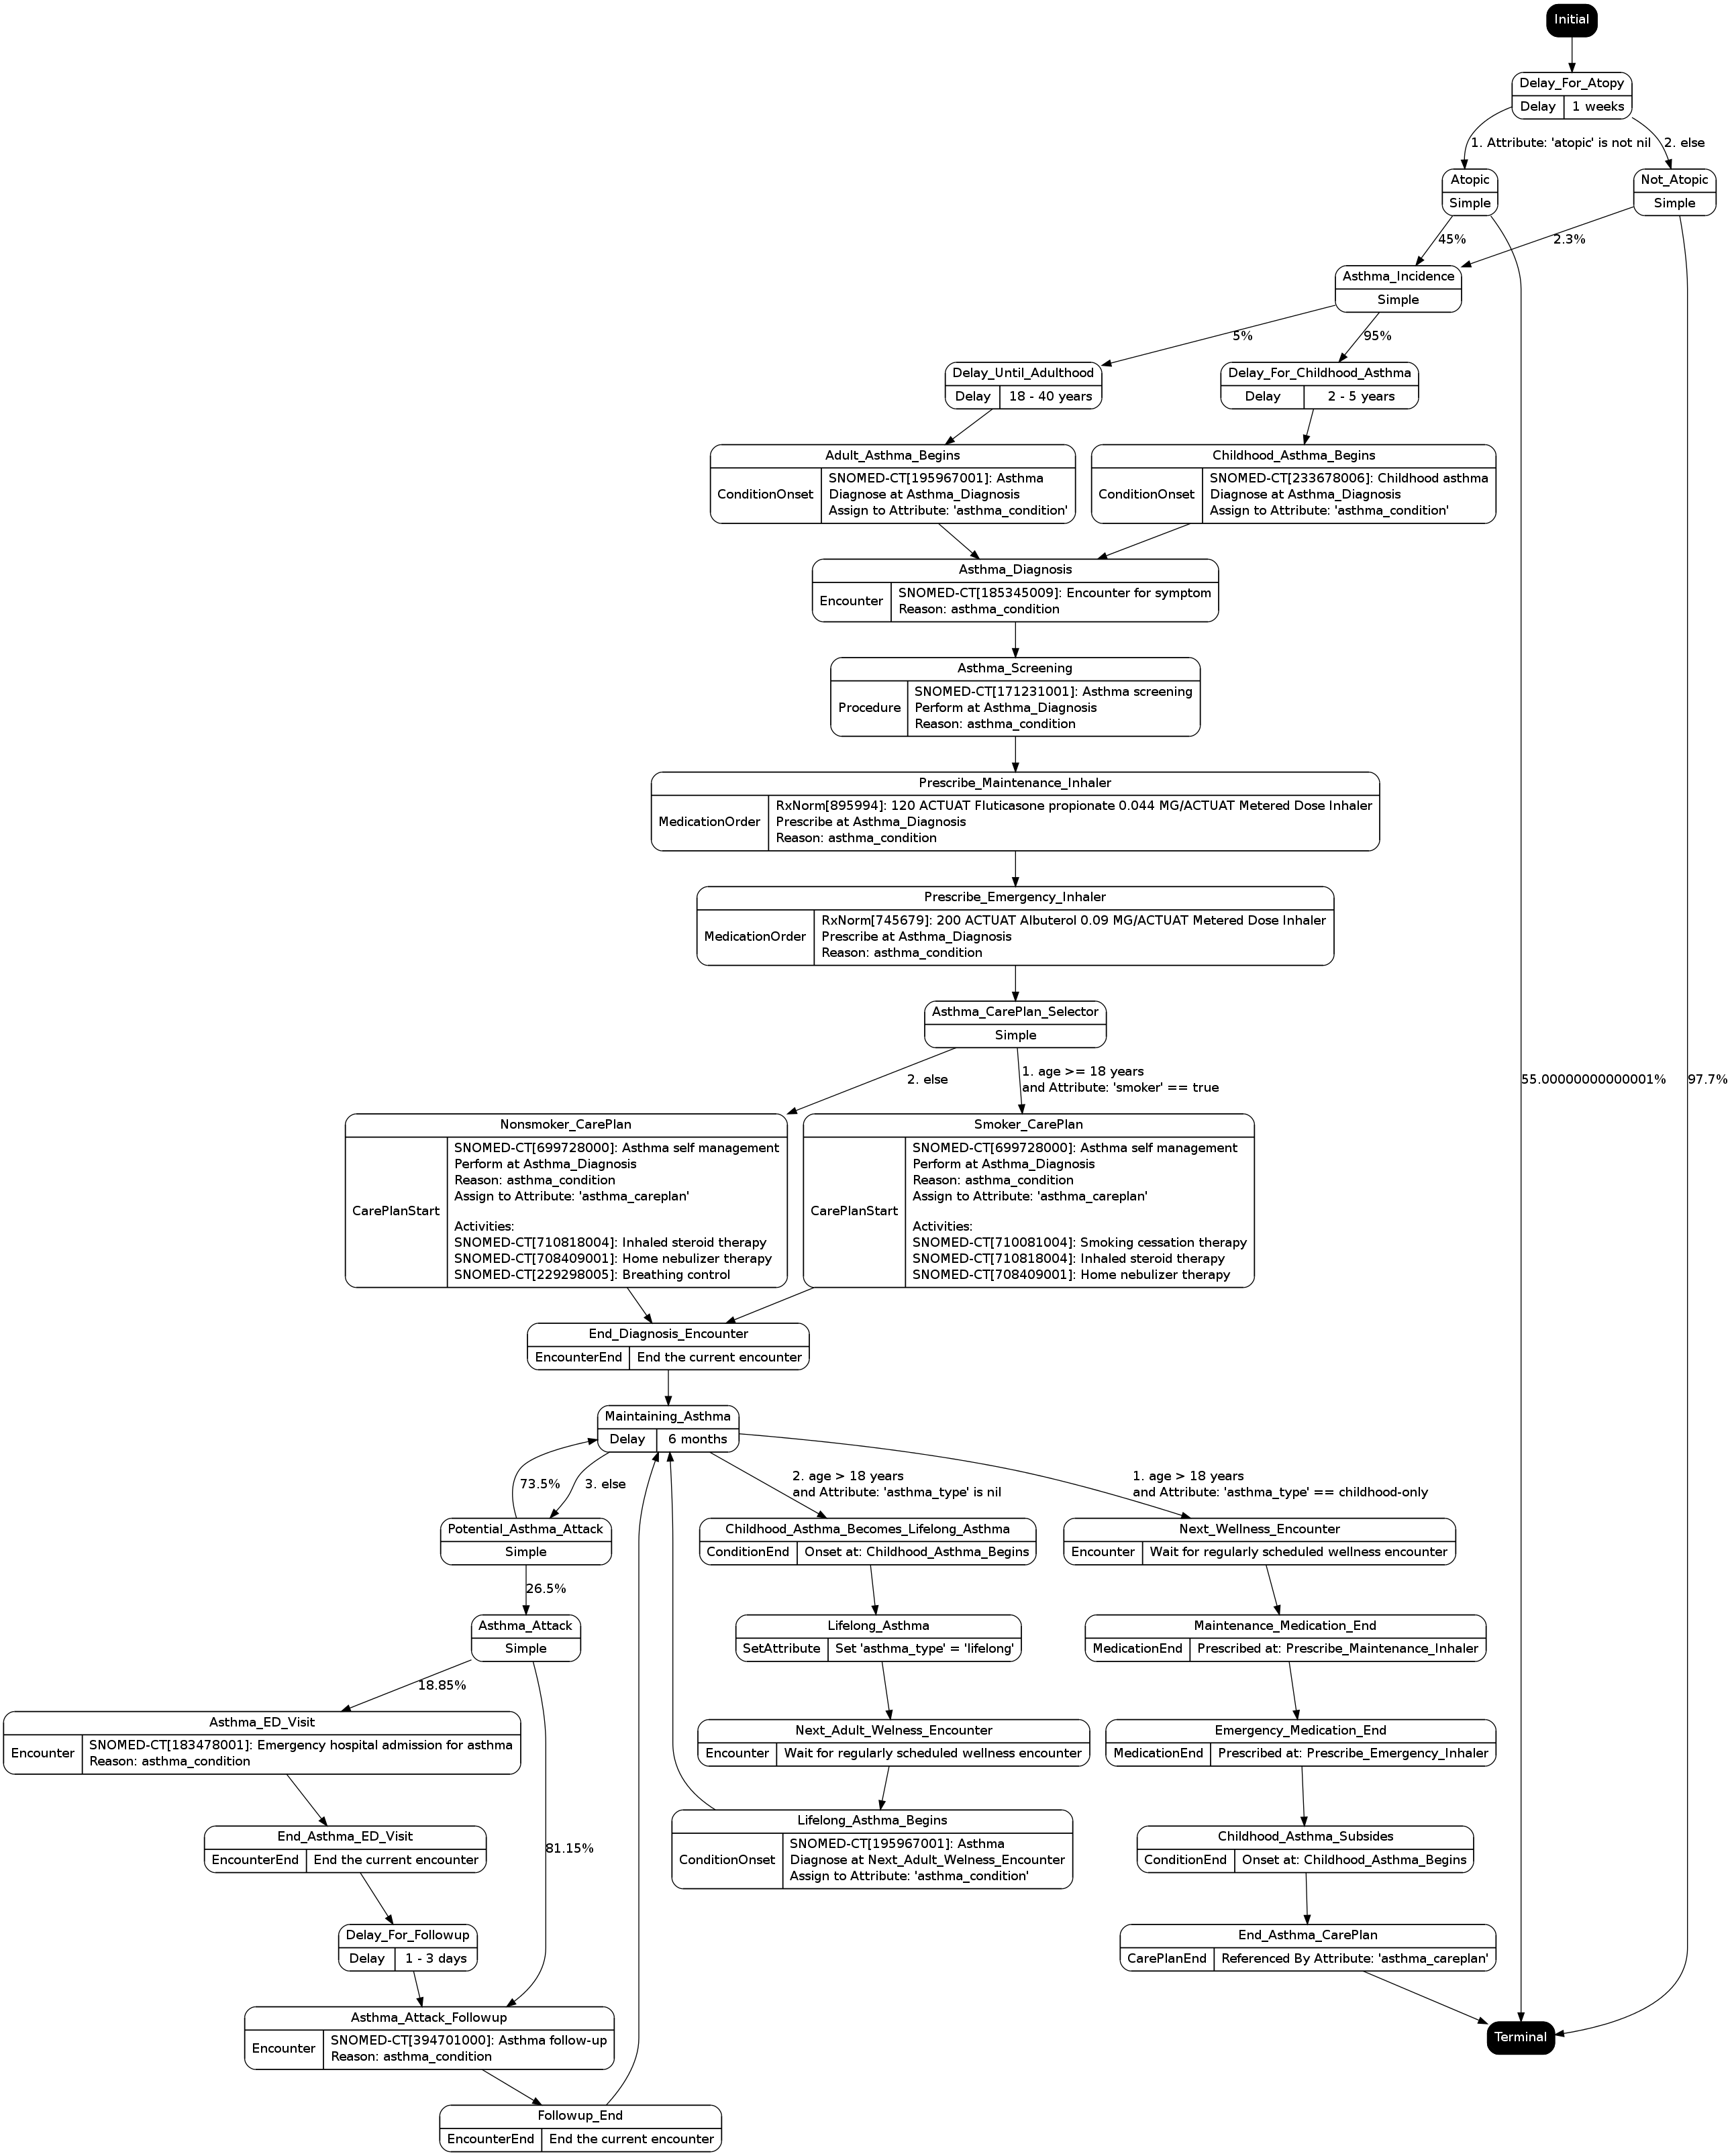 Initial
Delay_For_Atopy
Delay
1 weeks
1. Attribute: 'atopic' is not nil
2. else
Atopic
Simple
Not_Atopic
Simple
45%
2.3%
Asthma_Incidence
Simple
5%
95%
Delay_Until_Adulthood
Delay
18 - 40 years
Delay_For_Childhood_Asthma
Delay
2 - 5 years
Adult_Asthma_Begins
ConditionOnset
SNOMED-CT[195967001]: Asthma
Diagnose at Asthma_Diagnosis
Assign to Attribute: 'asthma_condition'
Childhood_Asthma_Begins
ConditionOnset
SNOMED-CT[233678006]: Childhood asthma
Diagnose at Asthma_Diagnosis
Assign to Attribute: 'asthma_condition'
Asthma_Diagnosis
Encounter
SNOMED-CT[185345009]: Encounter for symptom
Reason: asthma_condition
Asthma_Screening
Procedure
SNOMED-CT[171231001]: Asthma screening
Perform at Asthma_Diagnosis
Reason: asthma_condition
Prescribe_Maintenance_Inhaler
MedicationOrder
RxNorm[895994]: 120 ACTUAT Fluticasone propionate 0.044 MG/ACTUAT Metered Dose Inhaler
Prescribe at Asthma_Diagnosis
Reason: asthma_condition
Prescribe_Emergency_Inhaler
MedicationOrder
RxNorm[745679]: 200 ACTUAT Albuterol 0.09 MG/ACTUAT Metered Dose Inhaler
Prescribe at Asthma_Diagnosis
Reason: asthma_condition
Asthma_CarePlan_Selector
Simple
2. else
1. age >= 18 years
and Attribute: 'smoker' == true
55.00000000000001%
97.7%
Nonsmoker_CarePlan
CarePlanStart
SNOMED-CT[699728000]: Asthma self management
Perform at Asthma_Diagnosis
Reason: asthma_condition
Assign to Attribute: 'asthma_careplan'
Activities:
SNOMED-CT[710818004]: Inhaled steroid therapy
SNOMED-CT[708409001]: Home nebulizer therapy
SNOMED-CT[229298005]: Breathing control
Smoker_CarePlan
CarePlanStart
SNOMED-CT[699728000]: Asthma self management
Perform at Asthma_Diagnosis
Reason: asthma_condition
Assign to Attribute: 'asthma_careplan'
Activities:
SNOMED-CT[710081004]: Smoking cessation therapy
SNOMED-CT[710818004]: Inhaled steroid therapy
SNOMED-CT[708409001]: Home nebulizer therapy
End_Diagnosis_Encounter
EncounterEnd
End the current encounter
Maintaining_Asthma
Delay
6 months
73.5%
3. else
2. age > 18 years
and Attribute: 'asthma_type' is nil
1. age > 18 years
and Attribute: 'asthma_type' == childhood-only
Potential_Asthma_Attack
Simple
Childhood_Asthma_Becomes_Lifelong_Asthma
ConditionEnd
Onset at: Childhood_Asthma_Begins
Next_Wellness_Encounter
Encounter
Wait for regularly scheduled wellness encounter
26.5%
Asthma_Attack
Simple
Lifelong_Asthma
SetAttribute
Set 'asthma_type' = 'lifelong'
Maintenance_Medication_End
MedicationEnd
Prescribed at: Prescribe_Maintenance_Inhaler
18.85%
Asthma_ED_Visit
Encounter
SNOMED-CT[183478001]: Emergency hospital admission for asthma
Reason: asthma_condition
Next_Adult_Welness_Encounter
Encounter
Wait for regularly scheduled wellness encounter
Emergency_Medication_End
MedicationEnd
Prescribed at: Prescribe_Emergency_Inhaler
End_Asthma_ED_Visit
EncounterEnd
End the current encounter
81.15%
Lifelong_Asthma_Begins
ConditionOnset
SNOMED-CT[195967001]: Asthma
Diagnose at Next_Adult_Welness_Encounter
Assign to Attribute: 'asthma_condition'
Childhood_Asthma_Subsides
ConditionEnd
Onset at: Childhood_Asthma_Begins
Delay_For_Followup
Delay
1 - 3 days
End_Asthma_CarePlan
CarePlanEnd
Referenced By Attribute: 'asthma_careplan'
Asthma_Attack_Followup
Encounter
SNOMED-CT[394701000]: Asthma follow-up
Reason: asthma_condition
Terminal
Followup_End
EncounterEnd
End the current encounter